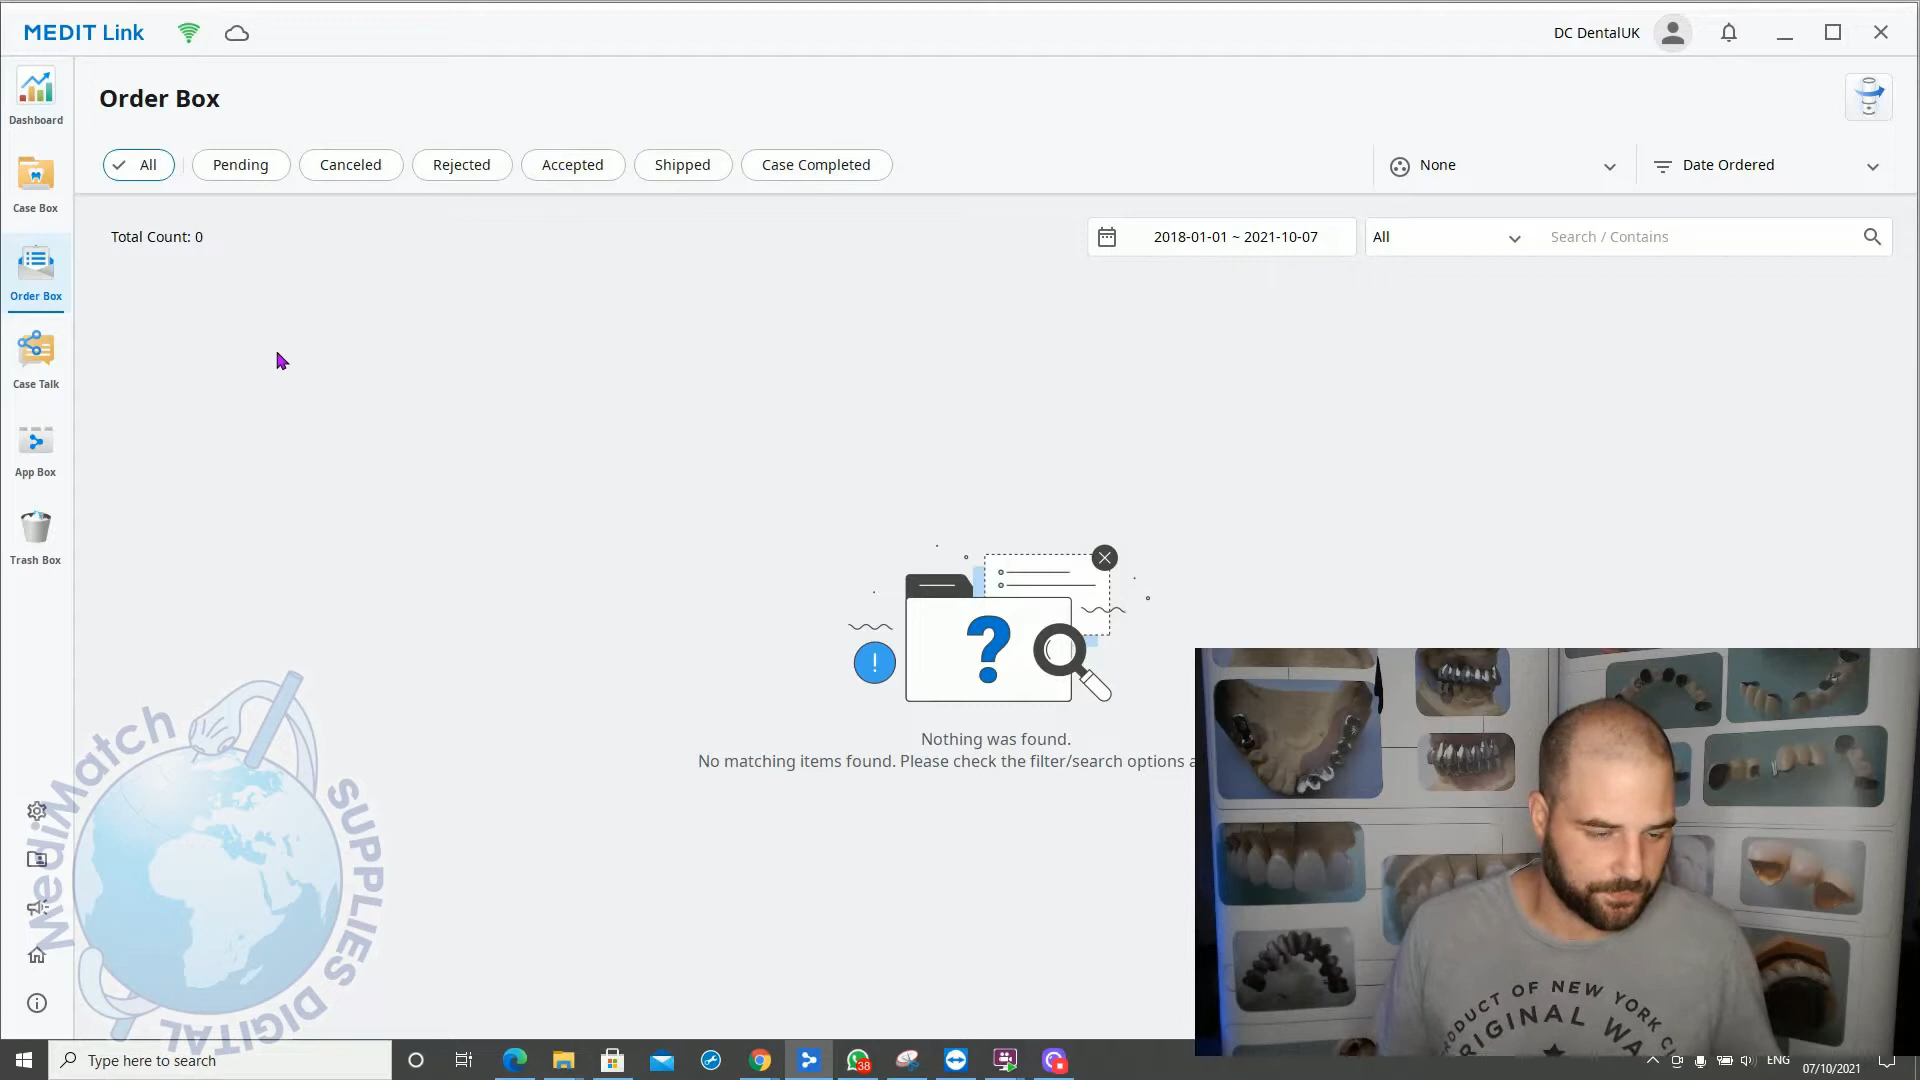 MEDIT Link
DC DentalUK
Dashboard
Order Box
All
Pending
Canceled
Rejected
Accepted
Shipped
Case Completed
None
Date Ordered
Case Box
Total Count: 0
2018-01-01 ~ 2021-10-07
All
Search / Contains
Order Box
Case Talk
App Box
Trash Box
?
!
Nothing was found.
No matching items found. Please check the filter/search options a
MediMatch
DIGITAL
SUPPLIES
PRODUCT OF NEW YORK
ORIGINAL
Type here to search
38
ENG
07/10/2021